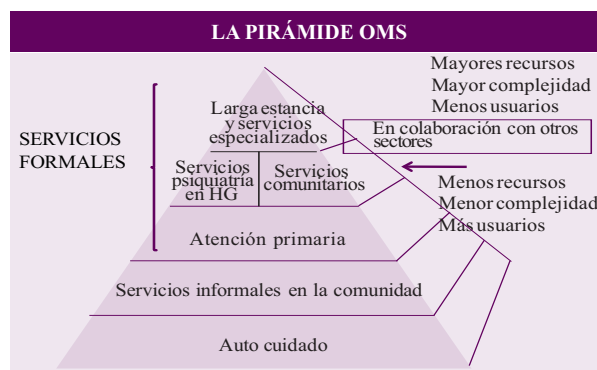 LA PIRÁMIDE OMS
Mayores recursos
Mayor complejidad
Menos usuarios
En colaboración con otros
sectores
Menos recursos
Menor complejidad
Más usuarios
SERVICIOS
FORMALES
Larga estancia
y servicios
especializados
Servicios
psiquiatría
en HG
Servicios
comunitarios
Atención primaria
Servicios informales en la comunidad
Auto cuidado